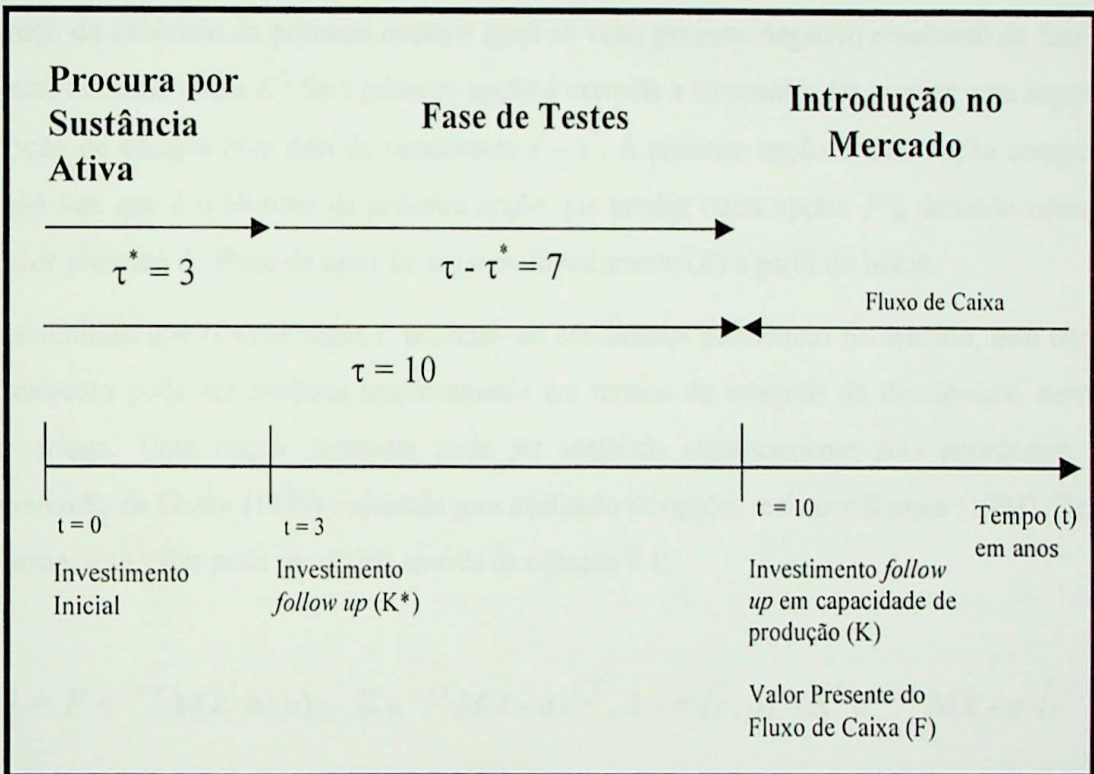 Procura por
Sustância
Ativa
Fase de Testes
Introdução no
Mercado
τ* = 3
τ - τ* = 7
Fluxo de Caixa
τ = 10
t = 0
t = 3
t = 10
Tempo (t)
em anos
Investimento
Inicial
Investimento
follow up (K*)
Investimento follow
up em capacidade de
produção (K)
Valor Presente do
Fluxo de Caixa (F)